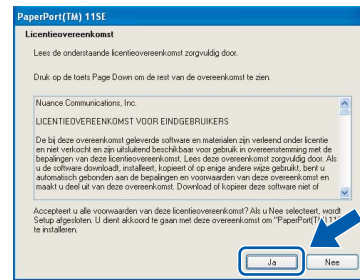 PaperPort(TM) 11SE
Licentieovereenkomst
Lees de onderstaande licentieovereenkomst zorgvuldig door.
Druk op de toets Page Down om de rest van de overeenkomst te zien.
Nuance Communications, Inc.
LICENTIEOVEREENKOMST VOOR EINDGEBRUIKERS
De bij deze overeenkomst geleverde software en materialen zijn verleend onder licentie
en niet verkocht en zijn uitsluitend beschikbaar voor gebruik in overeenstemming met de
bepalingen van deze licentieovereenkomst. Lees deze overeenkomst zorgvuldig door. Als
u de software downloadt, installeert, kopieert of op enige andere wijze gebruikt, bent u
automatisch gebonden aan de bepalingen en voorwaarden van deze overeenkomst en
maakt u deel uit van deze overeenkomst. Download of kopieer deze software niet of
Accepteert u alle voorwaarden van deze licentieovereenkomst? Als u Nee selecteert, wordt
Setup afgesloten. U dient akkoord te gaan met deze overeenkomst om "PaperPort(TM) 11
te installeren.
Ja
Nee